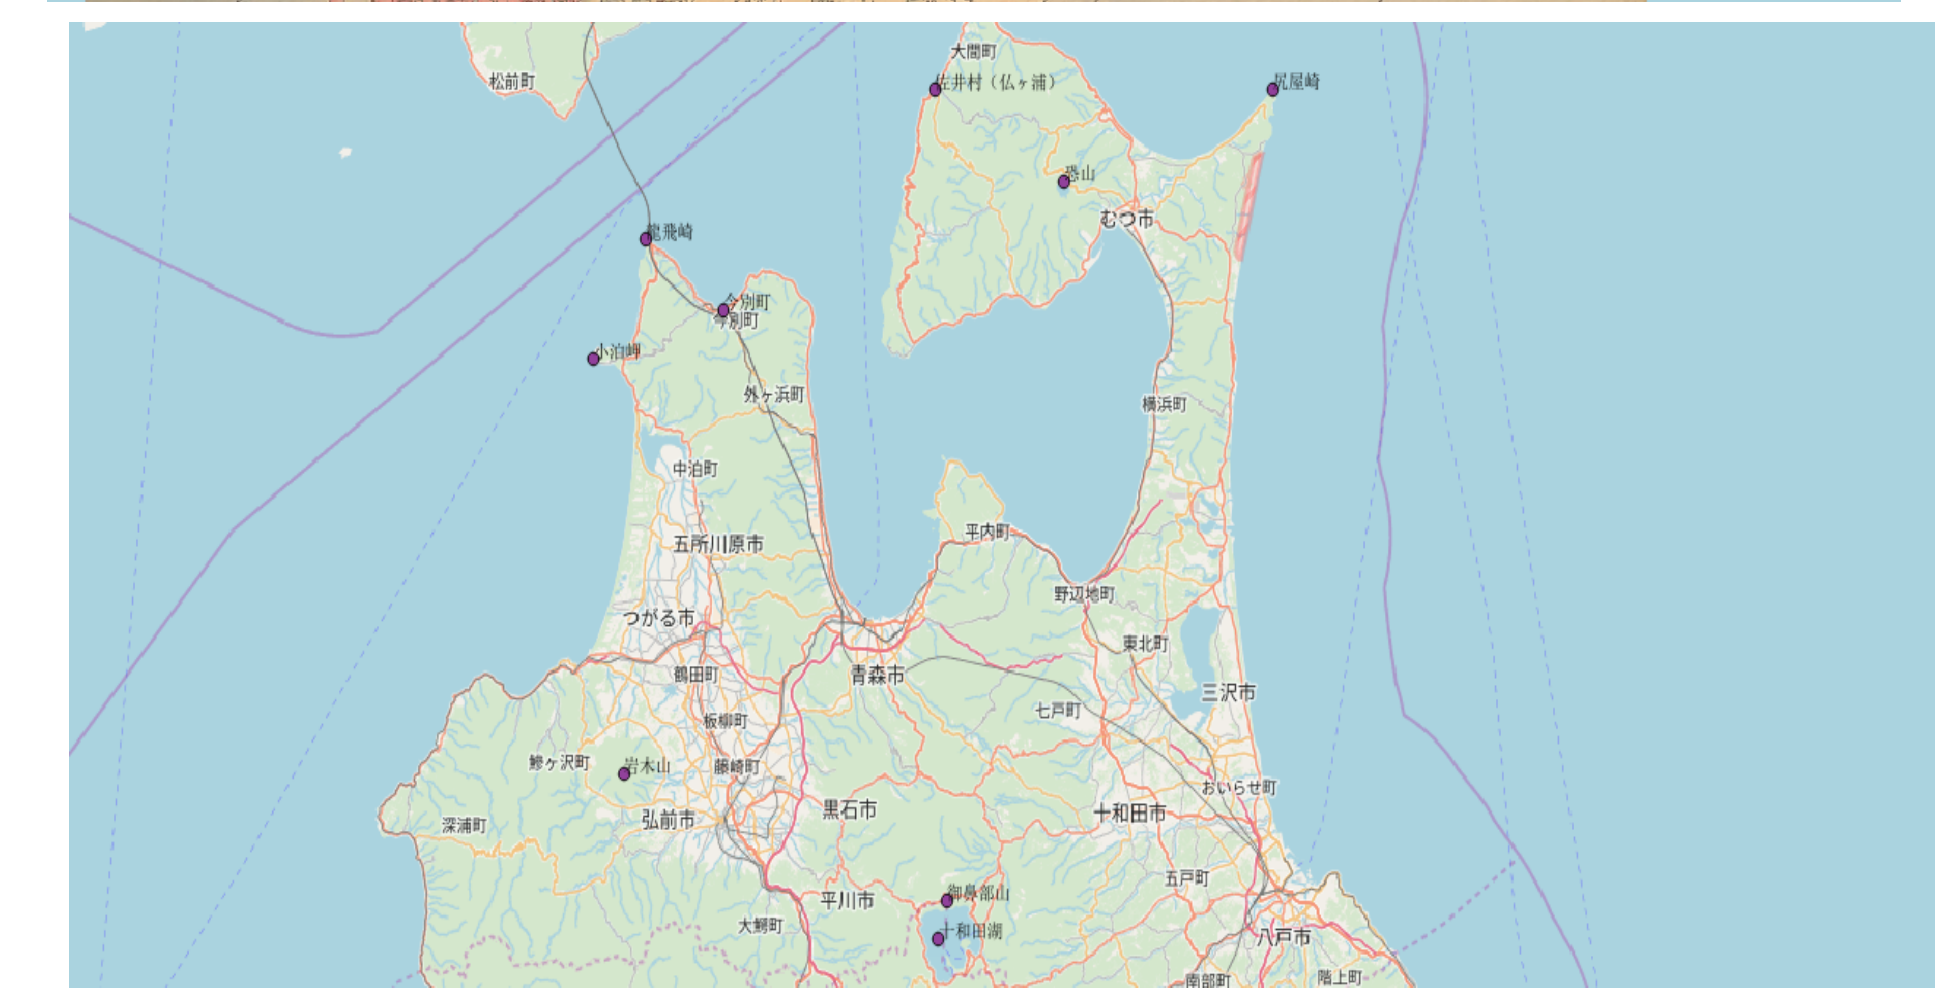 大間町
松前町
佐井村（仏ヶ浦）
尻屋崎
恐山
むつ市
龍飛崎
今別町
今別町
小泊岬
外ヶ浜町
横浜町
中泊町
平内町
五所川原市
野辺地町
つがる市
東北町
鶴田町
青森市
三沢市
七戸町
板柳町
鰺ヶ沢町
岩木山
藤崎町
おいらせ町
黒石市
十和田市
弘前市
深浦町
五戸町
御鼻部山
平川市
大鰐町
十和田湖
八戸市
階上町
南部町